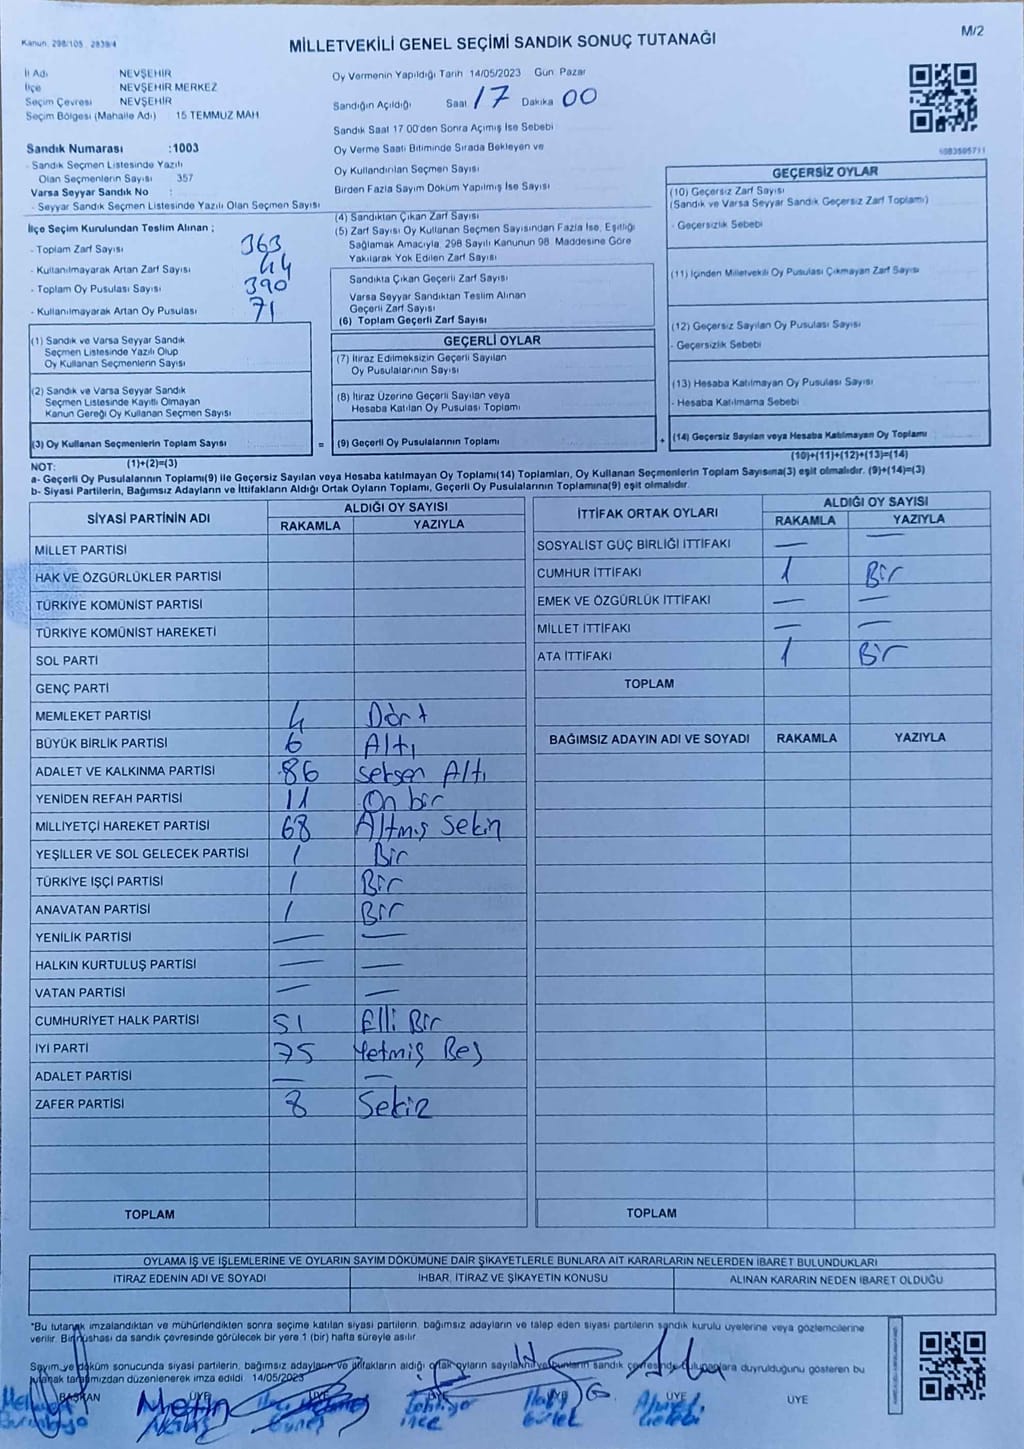 Kanun. 298/105 , 2839/4
MİLLETVEKİLİ GENEL SEÇİMİ SANDIK SONUÇ TUTANAĞI
M/2
İl Adı NEVŞEHİR
İlçe NEVŞEHİR MERKEZ
Seçim Çevresi NEVŞEHİR
Seçim Bölgesi (Mahalle Adı) 15 TEMMUZ MAH
Sandık Numarası :1003
- Sandık Seçmen Listesinde Yazılı
Olan Seçmenlerin Sayısı 357
Varsa Seyyar Sandık No :
- Seyyar Sandık Seçmen Listesinde Yazılı Olan Seçmen Sayısı
Oy Vermenin Yapıldığı Tarih 14/05/2023 Gün: Pazar
Sandığın Açıldığı Saat 17 Dakika 00
Sandık Saat 17 00'den Sonra Açımış İse Sebebi
Oy Verme Saati Bitiminde Sırada Bekleyen ve
Oy Kullandırılan Seçmen Sayısı
Birden Fazla Sayım Döküm Yapılmış İse Sayısı
İlçe Seçim Kurulundan Teslim Alınan ;
- Toplam Zarf Sayısı 363
- Kullanılmayarak Artan Zarf Sayısı 44
- Toplam Oy Pusulası Sayısı 390
- Kullanılmayarak Artan Oy Pusulası 71
(1) Sandık ve Varsa Seyyar Sandık
Seçmen Listesinde Yazılı Olup
Oy Kullanan Seçmenlerin Sayısı
(2) Sandık ve Varsa Seyyar Sandık
Seçmen Listesinde Kayıtlı Olmayan
Kanun Gereği Oy Kullanan Seçmen Sayısı
(3) Oy Kullanan Seçmenlerin Toplam Sayısı
(1)+(2)=(3)
(4) Sandıktan Çıkan Zarf Sayısı
(5) Zarf Sayısı Oy Kullanan Seçmen Sayısından Fazla İse, Eşitliği
Sağlamak Amacıyla, 298 Sayılı Kanunun 98. Maddesine Göre
Yakılarak Yok Edilen Zarf Sayısı
Sandıkta Çıkan Geçerli Zarf Sayısı
Varsa Seyyar Sandıktan Teslim Alınan
Geçerli Zarf Sayısı
(6) Toplam Geçerli Zarf Sayısı
GEÇERLİ OYLAR
(7) İtiraz Edilmeksizin Geçerli Sayılan
Oy Pusulalarının Sayısı
(8) İtiraz Üzerine Geçerli Sayılan veya
Hesaba Katılan Oy Pusulası Toplamı
= (9) Geçerli Oy Pusulalarının Toplamı +
GEÇERSİZ OYLAR
(10) Geçersiz Zarf Sayısı
(Sandık ve Varsa Seyyar Sandık Geçersiz Zarf Toplamı)
- Geçersizlik Sebebi
(11) İçinden Milletvekili Oy Pusulası Çıkmayan Zarf Sayısı
(12) Geçersiz Sayılan Oy Pusulası Sayısı
- Geçersizlik Sebebi
(13) Hesaba Katılmayan Oy Pusulası Sayısı
- Hesaba Katılmama Sebebi
(14) Geçersiz Sayılan veya Hesaba Katılmayan Oy Toplamı
(10)+(11)+(12)+(13)=(14)
NOT:
a- Geçerli Oy Pusulalarının Toplamı(9) ile Geçersiz Sayılan veya Hesaba katılmayan Oy Toplamı(14) Toplamları, Oy Kullanan Seçmenlerin Toplam Sayısına(3) eşit olmalıdır. (9)+(14)=(3)
b- Siyasi Partilerin, Bağımsız Adayların ve İttifakların Aldığı Ortak Oyların Toplamı, Geçerli Oy Pusulalarının Toplamına(9) eşit olmalıdır.
SİYASİ PARTİNİN ADI ALDIĞI OY SAYISI
RAKAMLA YAZIYLA
MİLLET PARTİSİ
HAK VE ÖZGÜRLÜKLER PARTİSİ
TÜRKİYE KOMÜNİST PARTİSİ
TÜRKİYE KOMÜNİST HAREKETİ
SOL PARTİ
GENÇ PARTİ
MEMLEKET PARTİSİ 4 Dört
BÜYÜK BİRLİK PARTİSİ 6 Altı
ADALET VE KALKINMA PARTİSİ 86 seksen Altı
YENİDEN REFAH PARTİSİ 11 On bir
MİLLİYETÇİ HAREKET PARTİSİ 68 Altmış Sekiz
YEŞİLLER VE SOL GELECEK PARTİSİ 1 Bir
TÜRKİYE İŞÇİ PARTİSİ 1 Bir
ANAVATAN PARTİSİ 1 Bir
YENİLİK PARTİSİ — —
HALKIN KURTULUŞ PARTİSİ — —
VATAN PARTİSİ — —
CUMHURİYET HALK PARTİSİ 51 Elli Bir
İYİ PARTİ 75 Yetmiş Beş
ADALET PARTİSİ — —
ZAFER PARTİSİ 8 Sekiz
TOPLAM
İTTİFAK ORTAK OYLARI ALDIĞI OY SAYISI
RAKAMLA YAZIYLA
SOSYALİST GÜÇ BİRLİĞİ İTTİFAKI — —
CUMHUR İTTİFAKI 1 Bir
EMEK VE ÖZGÜRLÜK İTTİFAKI — —
MİLLET İTTİFAKI — —
ATA İTTİFAKI 1 Bir
TOPLAM
BAĞIMSIZ ADAYIN ADI VE SOYADI RAKAMLA YAZIYLA
TOPLAM
OYLAMA İŞ VE İŞLEMLERİNE VE OYLARIN SAYIM DÖKÜMÜNE DAİR ŞİKAYETLERLE BUNLARA AİT KARARLARIN NELERDEN İBARET BULUNDUKLARI
İTİRAZ EDENİN ADI VE SOYADI İHBAR, İTİRAZ VE ŞİKAYETİN KONUSU ALINAN KARARIN NEDEN İBARET OLDUĞU
*Bu tutanak imzalandıktan ve mühürlendikten sonra seçime katılan siyasi partilerin, bağımsız adayların ve talep eden siyasi partilerin sandık kurulu üyelerine veya gözlemcilerine
verilir. Bir nüshası da sandık çevresinde görülecek bir yere 1 (bir) hafta süreyle asılır.
Sayım ve döküm sonucunda siyasi partilerin, bağımsız adayların ve ittifakların aldığı ortak oyların sayıları ve bunların sandık çevresinde bulunanlara duyrulduğunu gösteren bu
tutanak tarafımızdan düzenlenerek imza edildi. 14/05/2023
BAŞKAN ÜYE ÜYE ÜYE ÜYE ÜYE
Metin